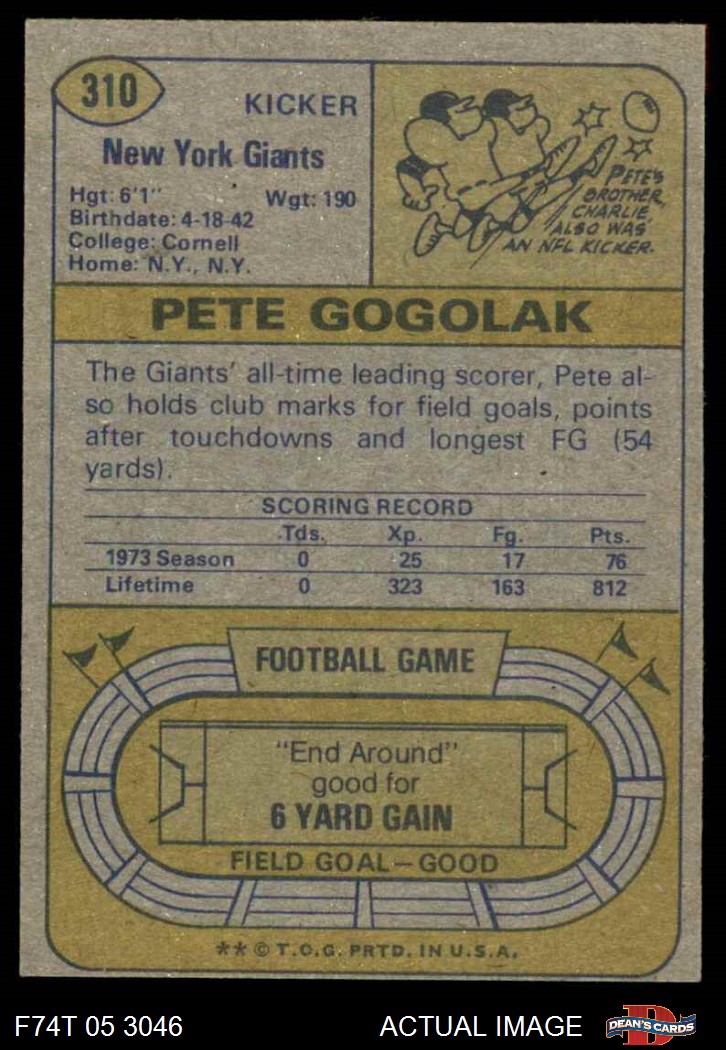 310
KICKER
New York Giants
Hgt: 6'1" Wgt: 190
Birthdate: 4-18-42
College: Cornell
Home: N.Y., N.Y.
PETE'S
BROTHER,
CHARLIE,
ALSO WAS
AN NFL KICKER.
PETE GOGOLAK
The Giants' all-time leading scorer, Pete al-
so holds club marks for field goals, points
after touchdowns and longest FG (54
yards).
SCORING RECORD
Tds. Xp. Fg. Pts.
1973 Season 0 25 17 76
Lifetime 0 323 163 812
FOOTBALL GAME
"End Around"
good for
6 YARD GAIN
FIELD GOAL—GOOD
** © T.O.G. PRTD. IN U.S.A.
F74T 05 3046 ACTUAL IMAGE D DEAN'S CARDS